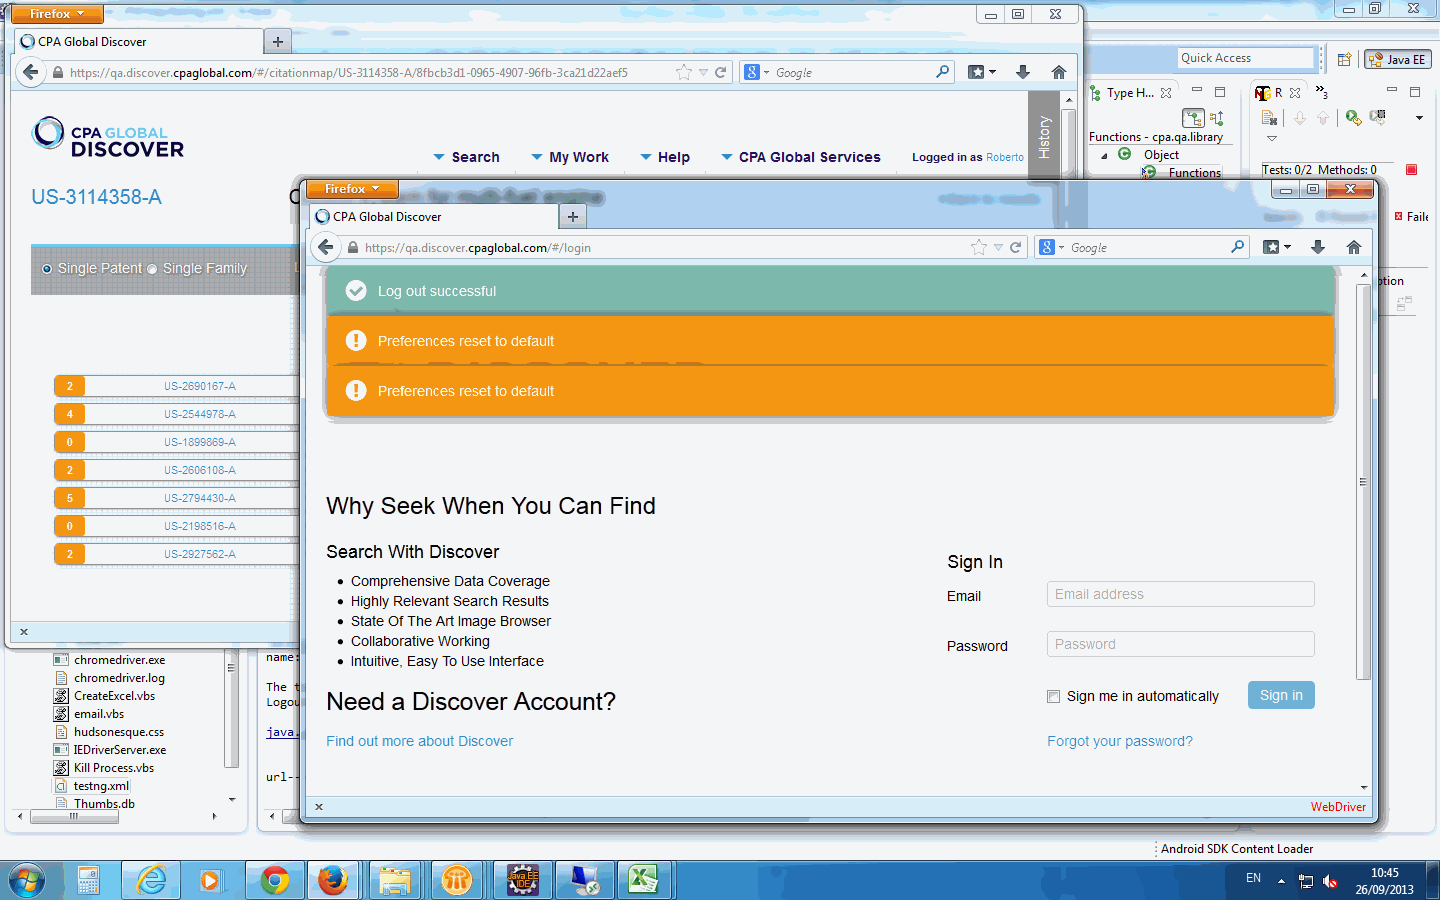 Firefox
CPA Global Discover
https://qa.discover.cpaglobal.com/#/citationmap/US-3114358-A/8fbcb3d1-0965-4907-96fb-3ca21d22aef5
Google
Quick Access
Java EE
Type H...
R
»3
Functions - cpa.qa.library
Object
Functions
Tests: 0/2 Methods: 0
CPA GLOBAL
DISCOVER
Search
My Work
Help
CPA Global Services
Logged in as Roberto
History
US-3114358-A
Single Patent
Single Family
2 US-2690167-A
4 US-2544978-A
0 US-1899869-A
2 US-2606108-A
5 US-2794430-A
0 US-2198516-A
2 US-2927562-A
Firefox
CPA Global Discover
https://qa.discover.cpaglobal.com/#/login
Google
Faile
ption
Log out successful
Preferences reset to default
Preferences reset to default
Why Seek When You Can Find
Search With Discover
Comprehensive Data Coverage
Highly Relevant Search Results
State Of The Art Image Browser
Collaborative Working
Intuitive, Easy To Use Interface
Need a Discover Account?
Find out more about Discover
Sign In
Email
Email address
Password
Password
Sign me in automatically
Sign in
Forgot your password?
WebDriver
chromedriver.exe
chromedriver.log
CreateExcel.vbs
email.vbs
hudsonesque.css
IEDriverServer.exe
Kill Process.vbs
testng.xml
Thumbs.db
name:
The t
Logou
java.
url--
Android SDK Content Loader
Java EE
IDE
EN
10:45
26/09/2013